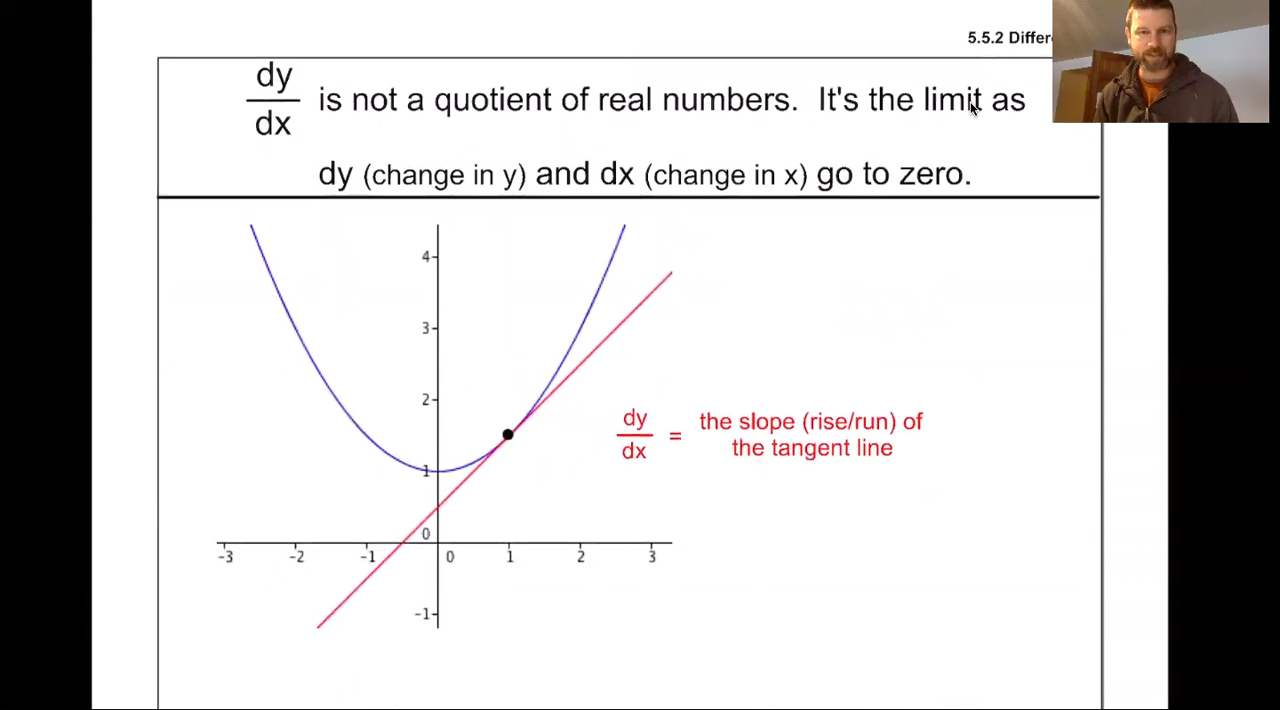 5.5.2 Differ
dy
dx
is not a quotient of real numbers. It's the limit as
dy (change in y) and dx (change in x) go to zero.
4
3
2
1
0
-3 -2 -1 0 1 2 3
-1
dy
dx
=
the slope (rise/run) of
the tangent line